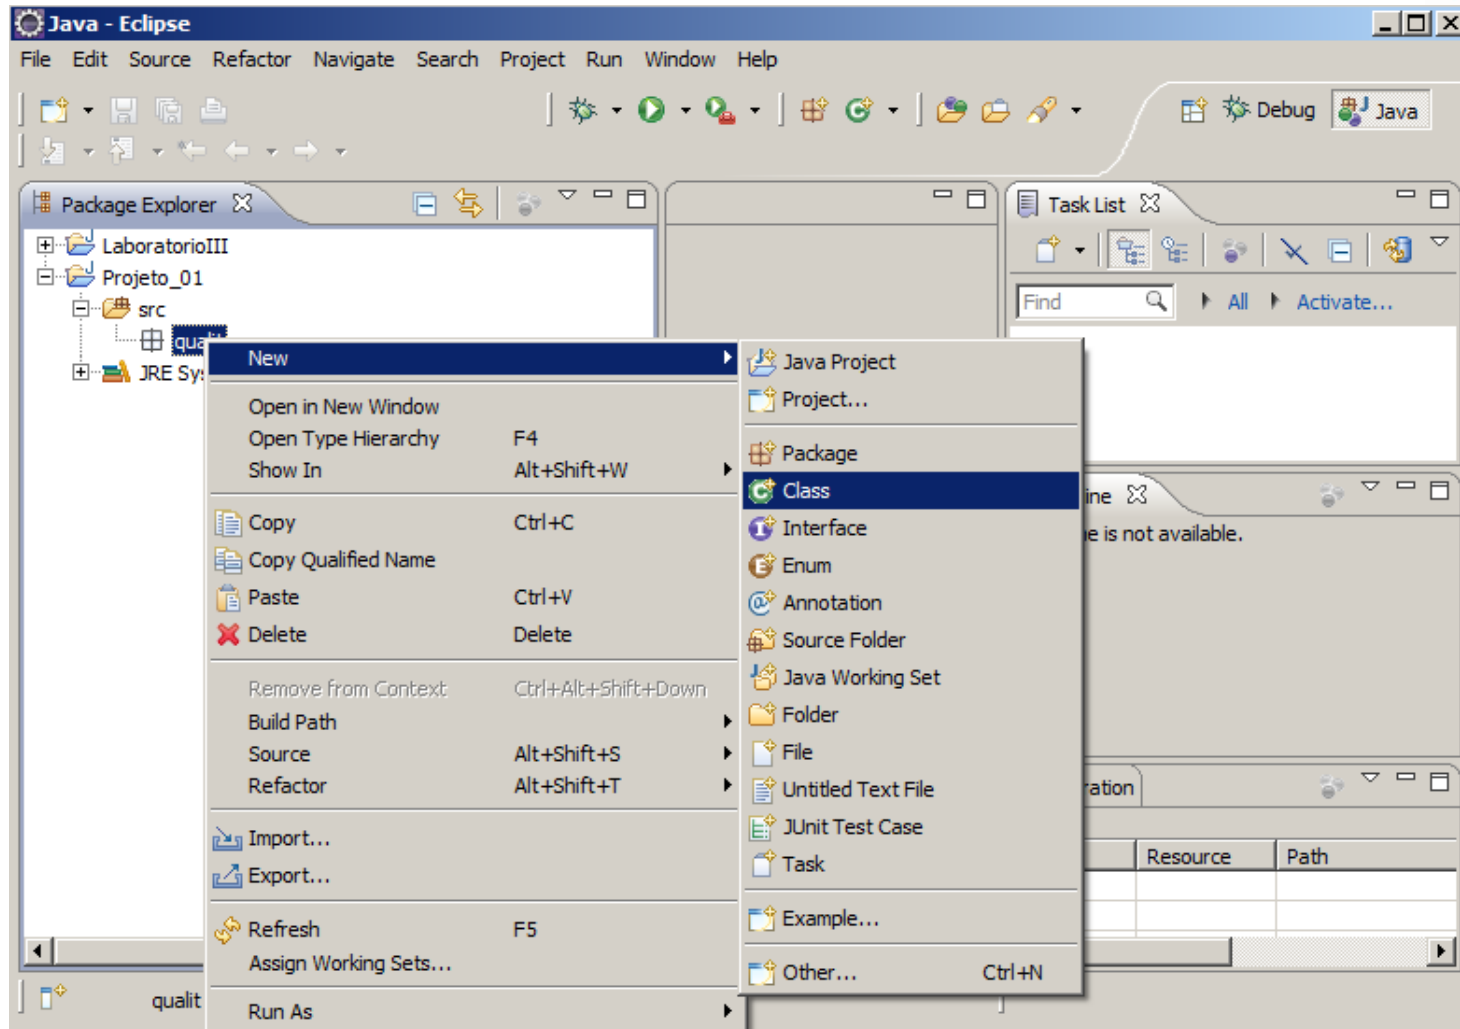 Java - Eclipse
File Edit Source Refactor Navigate Search Project Run Window Help
Debug Java
Package Explorer
Task List
LaboratorioIII
Projeto_01
src
JRE
Find All Activate...
New
Open in New Window
Open Type Hierarchy F4
Show In Alt+Shift+W
Copy Ctrl+C
Copy Qualified Name
Paste Ctrl+V
Delete Delete
Remove from Context Ctrl+Alt+Shift+Down
Build Path
Source Alt+Shift+S
Refactor Alt+Shift+T
Import...
Export...
Refresh F5
Assign Working Sets...
Run As
Java Project
Project...
Package
Class
Interface
Enum
Annotation
Source Folder
Java Working Set
Folder
File
Untitled Text File
JUnit Test Case
Task
Example...
Other... Ctrl+N
is not available.
Resource Path
qualit